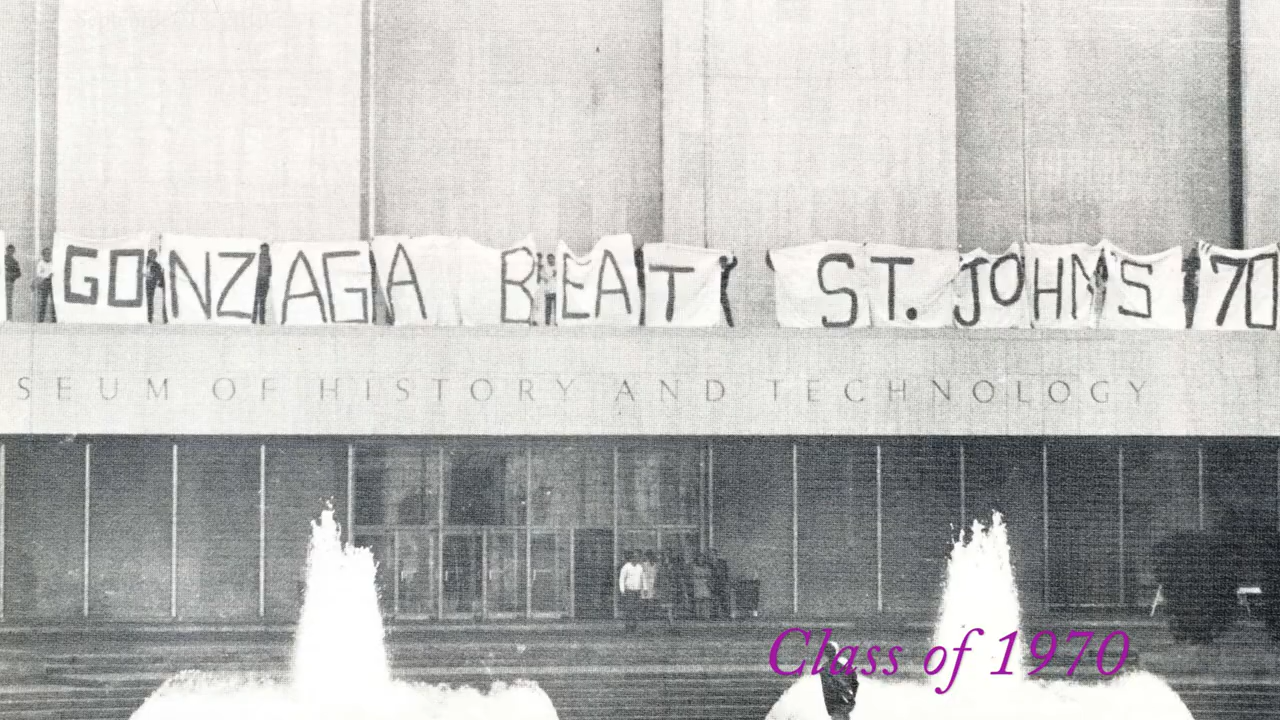 GONZAGA BEAT ST. JOHN'S '70
SEUM OF HISTORY AND TECHNOLOGY
Class of 1970